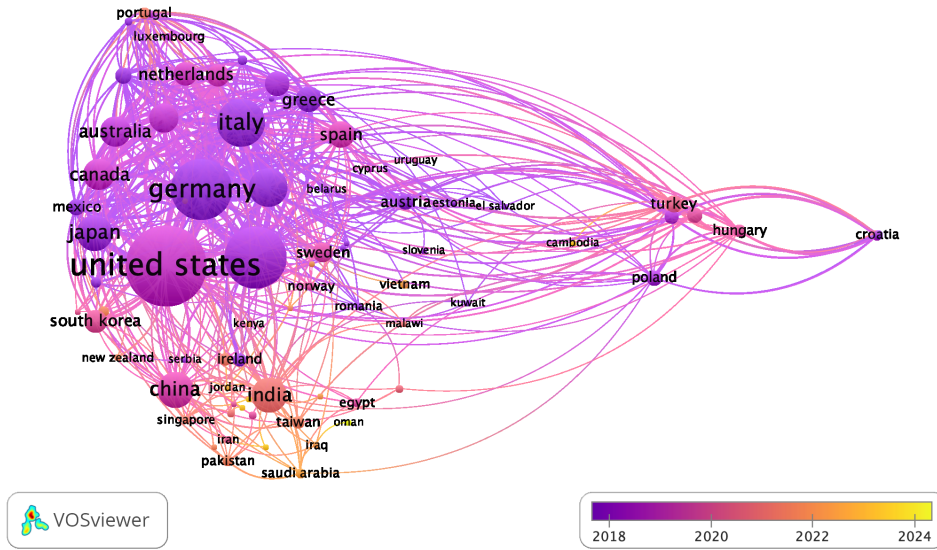 portugal
luxembourg
netherlands
greece
italy
australia
spain
cyprus
uruguay
canada
germany
belarus
mexico
austria
estonia
el salvador
turkey
japan
hungary
croatia
cambodia
slovenia
sweden
united states
poland
norway
vietnam
romania
kuwait
south korea
kenya
malawi
new zealand
serbia
ireland
china
jordan
india
egypt
singapore
taiwan
oman
iran
iraq
pakistan
saudi arabia
VOSviewer
2018 2020 2022 2024